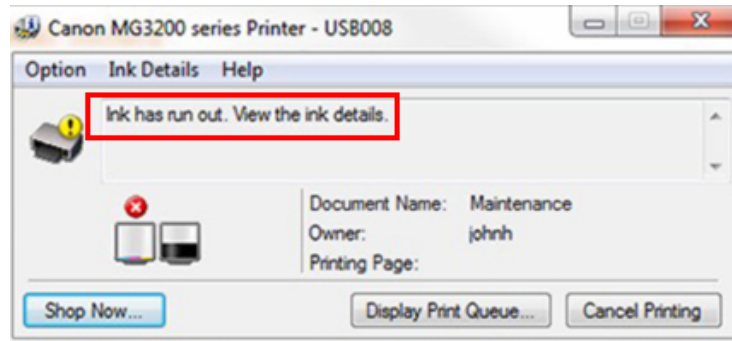 Canon MG3200 series Printer - USB008
Option Ink Details Help
Ink has run out. View the ink details.
Document Name: Maintenance
Owner: johnh
Printing Page:
Shop Now... Display Print Queue... Cancel Printing